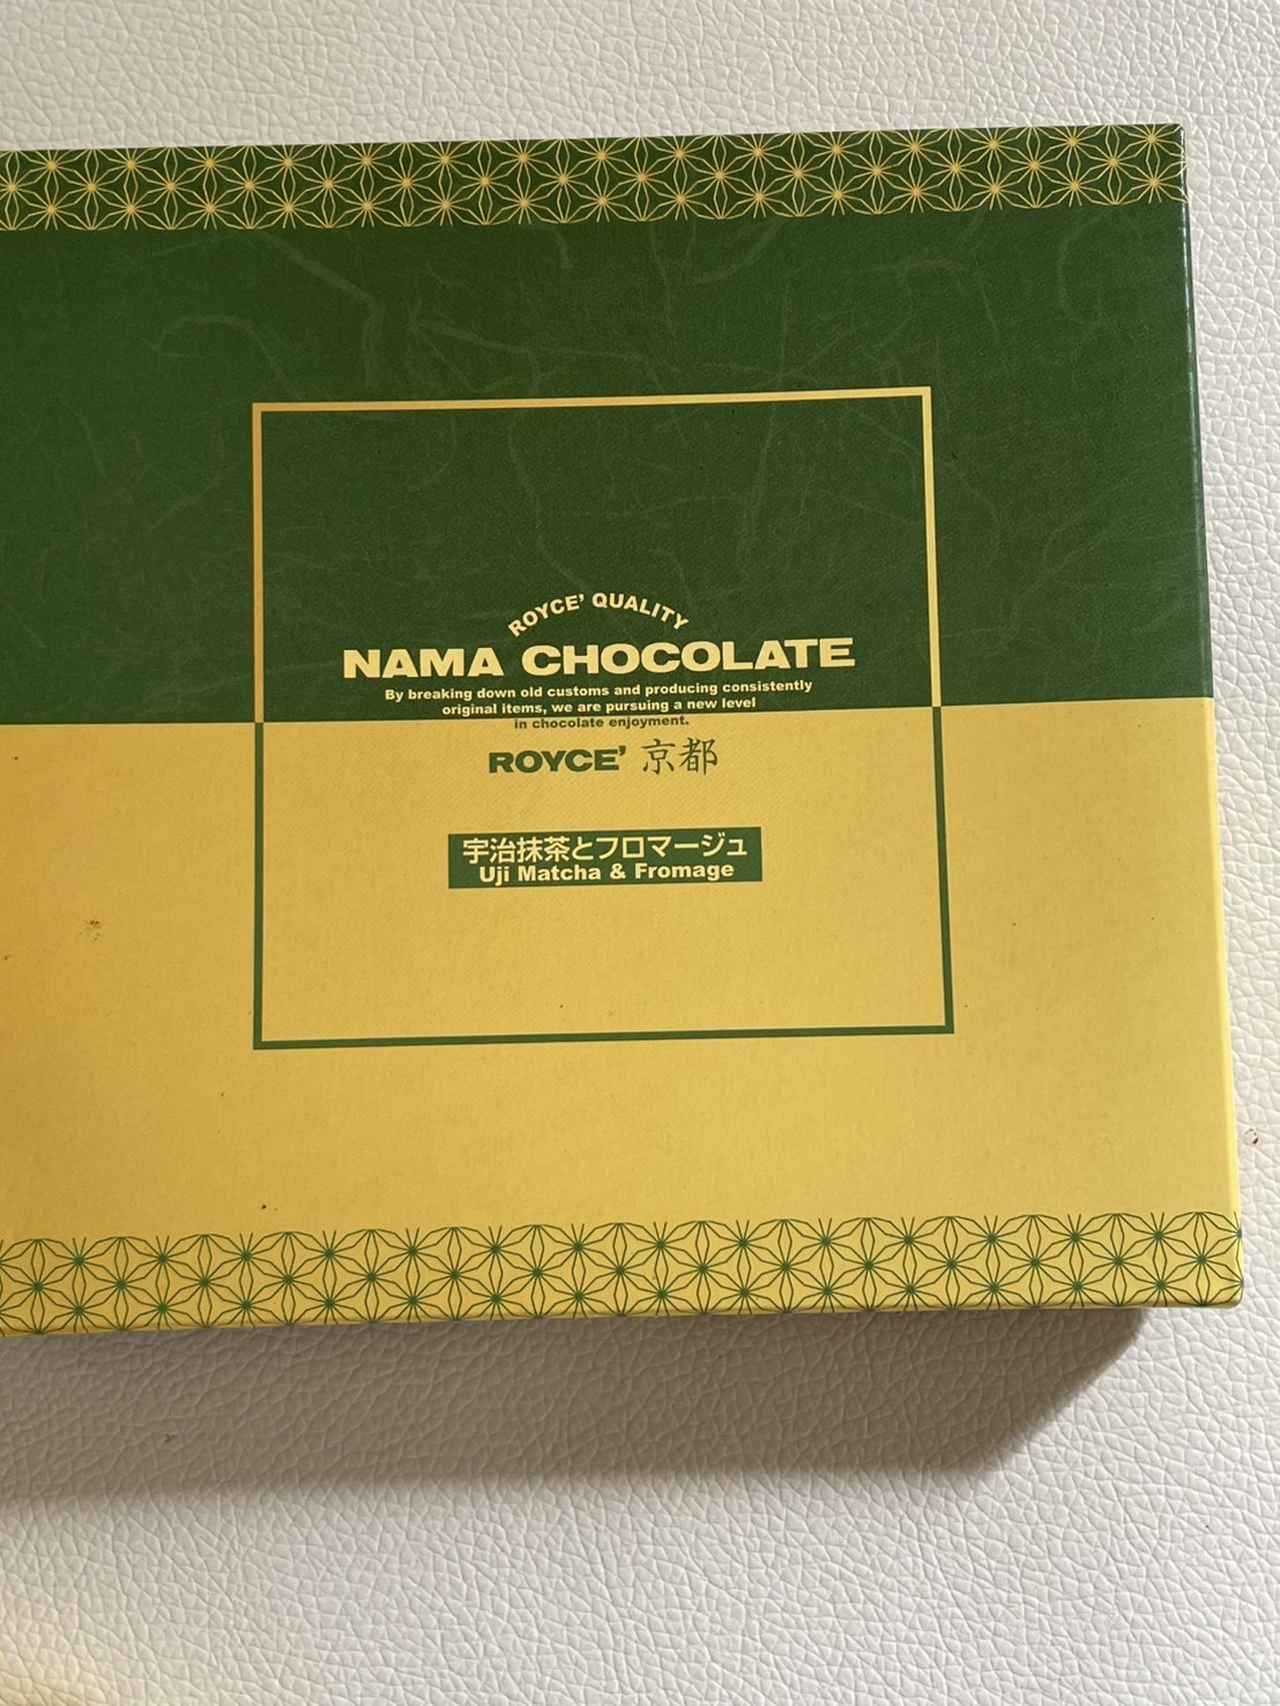 ROYCE' QUALITY
NAMA CHOCOLATE
By breaking down old customs and producing consistently
original items, we are pursuing a new level
in chocolate enjoyment.
ROYCE' 京都
宇治抹茶とフロマージュ
Uji Matcha & Fromage